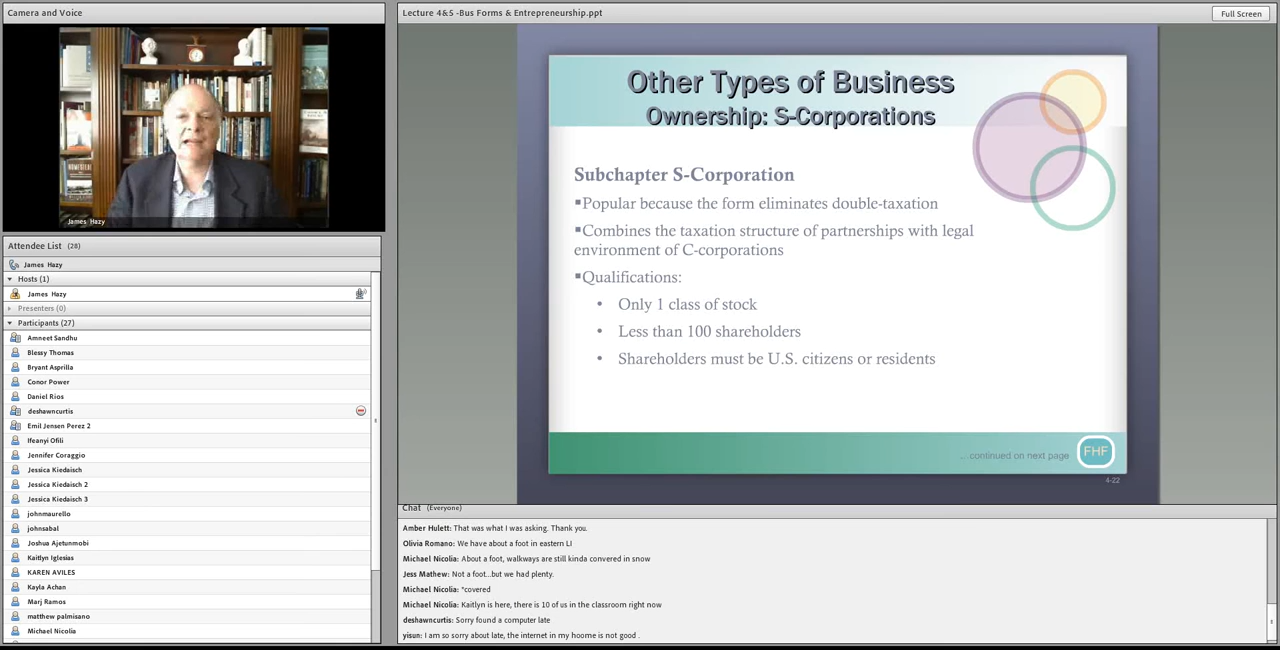 Camera and Voice
James Hazy
Attendee List (28)
James Hazy
Hosts (1)
James Hazy
Presenters (0)
Participants (27)
Amneet Sandhu
Blessy Thomas
Bryant Asprilla
Conor Power
Daniel Rios
deshawncurtis
Emil Jensen Perez 2
Ifeanyi Ofili
Jennifer Coraggio
Jessica Kiedaisch
Jessica Kiedaisch 2
Jessica Kiedaisch 3
johnmaurello
johnsabal
Joshua Ajetunmobi
Kaitlyn Iglesias
KAREN AVILES
Kayla Achan
Marj Ramos
matthew palmisano
Michael Nicolia
Lecture 4&5 -Bus Forms & Entrepreneurship.ppt
Full Screen
Other Types of Business
Ownership: S-Corporations
Subchapter S-Corporation
▪Popular because the form eliminates double-taxation
▪Combines the taxation structure of partnerships with legal
environment of C-corporations
▪Qualifications:
• Only 1 class of stock
• Less than 100 shareholders
• Shareholders must be U.S. citizens or residents
... continued on next page
FHF
4-22
Chat (Everyone)
Amber Hulett: That was what I was asking. Thank you.
Olivia Romano: We have about a foot in eastern LI
Michael Nicolia: About a foot, walkways are still kinda convered in snow
Jess Mathew: Not a foot...but we had plenty.
Michael Nicolia: *covered
Michael Nicolia: Kaitlyn is here, there is 10 of us in the classroom right now
deshawncurtis: Sorry found a computer late
yisun: I am so sorry about late, the internet in my hoome is not good .